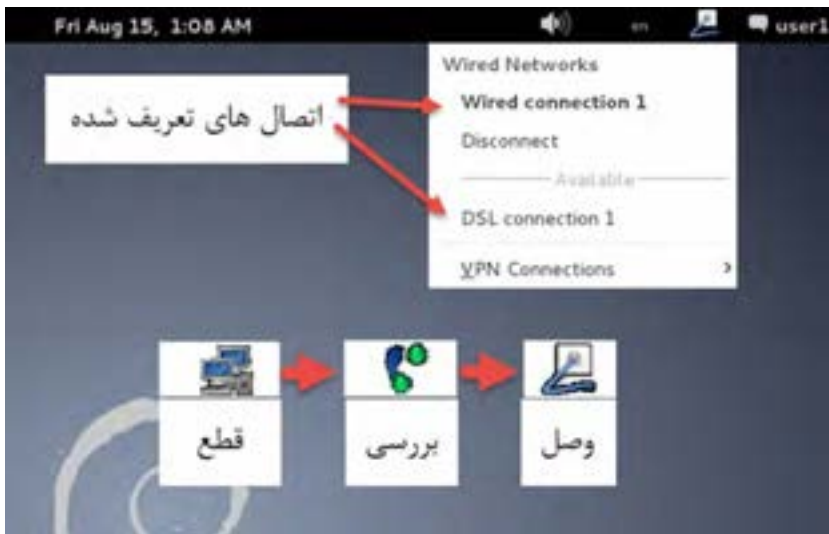 Fri Aug 15, 1:08 AM en user1
Wired Networks
Wired connection 1
Disconnect
Available
DSL connection 1
VPN Connections
اتصال های تعریف شده
قطع
بررسی
وصل